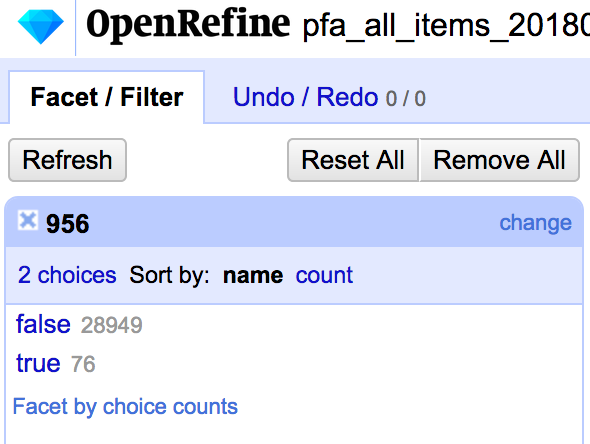 OpenRefine pfa_all_items_20180
Facet / Filter Undo / Redo 0 / 0
Refresh Reset All Remove All
956 change
2 choices Sort by: name count
false 28949
true 76
Facet by choice counts